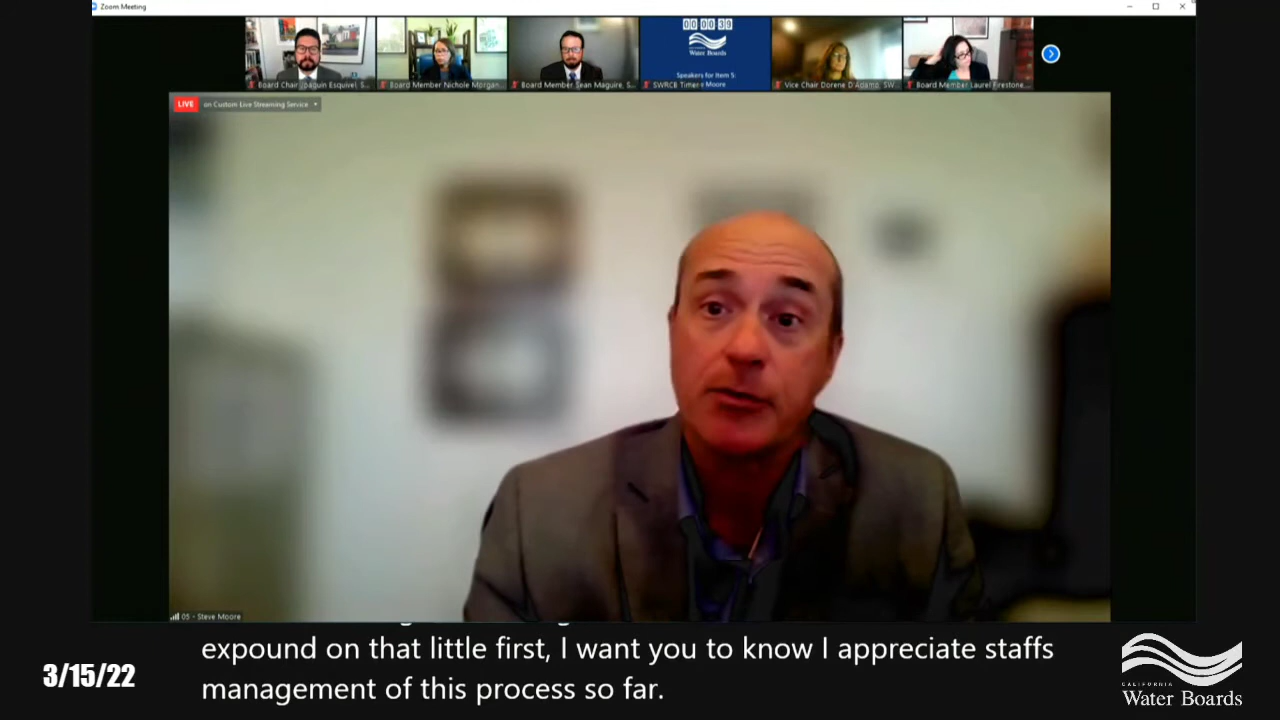 Zoom Meeting
00 00 39
CALIFORNIA
Water Boards
Speakers for Item 5:
Board Chair Joaquin Esquivel, S...
Board Member Nichole Morgan
Board Member Sean Maguire, S...
SWRCB Timer
Moore
Vice Chair Dorene D'Adamo, SW...
Board Member Laurel Firestone...
LIVE on Custom Live Streaming Service
05 - Steve Moore
expound on that little first, I want you to know I appreciate staffs
management of this process so far.
3/15/22
CALIFORNIA
Water Boards